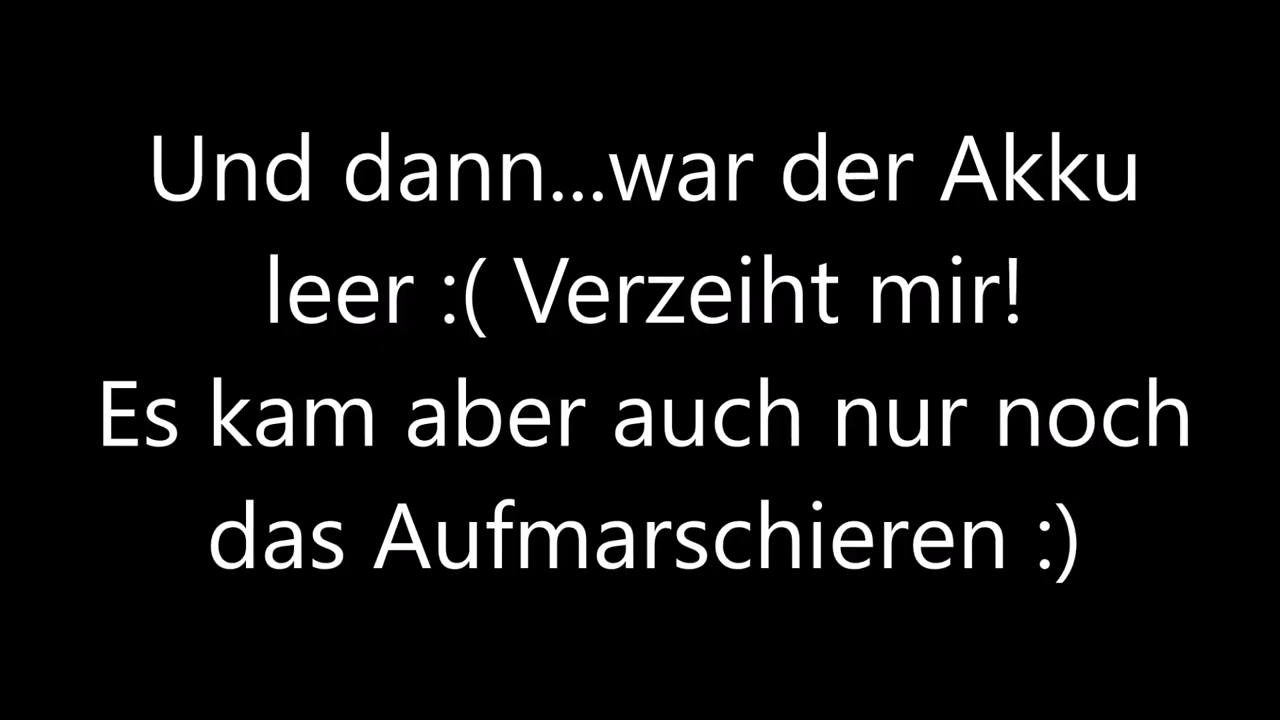 Und dann...war der Akku
leer :( Verzeiht mir!
Es kam aber auch nur noch
das Aufmarschieren :)